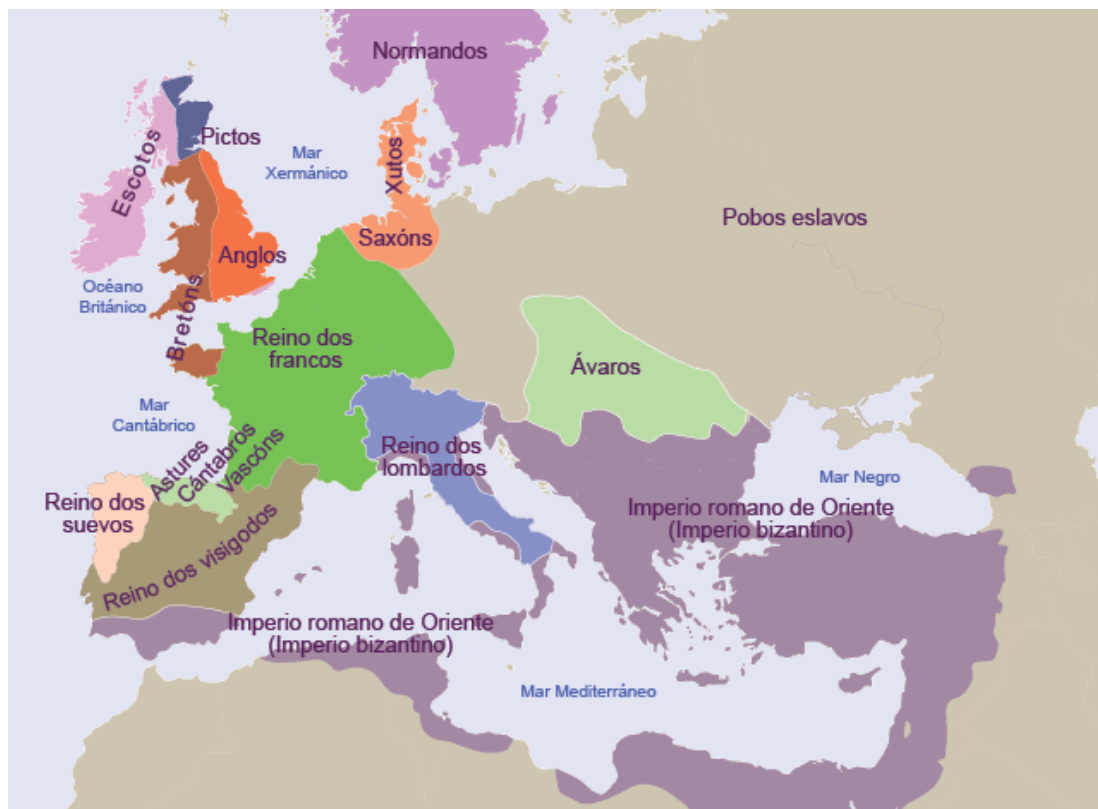 Normandos
Pictos
Escotos
Mar
Xermánico
Xutos
Pobos eslavos
Saxóns
Anglos
Océano
Británico
Bretóns
Reino dos
francos
Ávaros
Mar
Cantábrico
Astures
Cántabros
Vascóns
Reino dos
lombardos
Mar Negro
Reino dos
suevos
Imperio romano de Oriente
(Imperio bizantino)
Reino dos visigodos
Imperio romano de Oriente
(Imperio bizantino)
Mar Mediterráneo